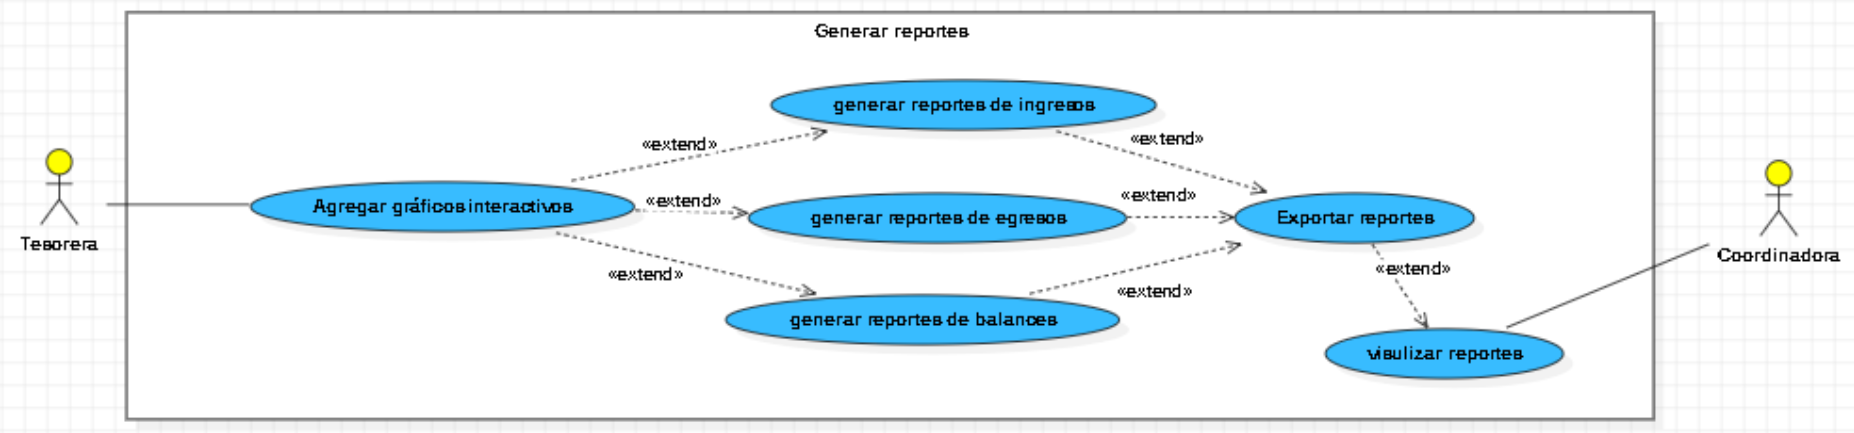 Generar reportes
generar reportes de ingresos
«extend»
«extend»
Agregar gráficos interactivos
«extend»
generar reportes de egresos
«extend»
Exportar reportes
Tesorera
Coordinadora
«extend»
«extend»
«extend»
generar reportes de balances
visulizar reportes